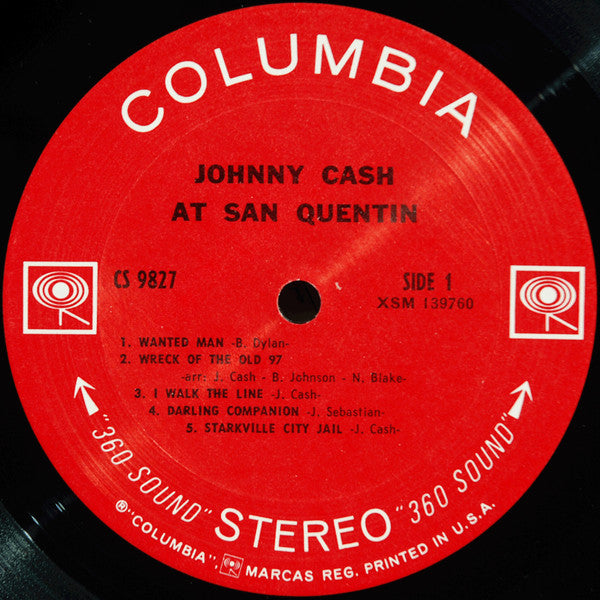 COLUMBIA
JOHNNY CASH
AT SAN QUENTIN
CS 9827
SIDE 1
XSM 139760
1. WANTED MAN -B. Dylan-
2. WRECK OF THE OLD 97
-arr: J. Cash - B. Johnson - N. Blake-
3. I WALK THE LINE -J. Cash-
4. DARLING COMPANION -J. Sebastian-
5. STARKVILLE CITY JAIL -J. Cash-
"360 SOUND" STEREO "360 SOUND"
®"COLUMBIA", MARCAS REG. PRINTED IN U.S.A.